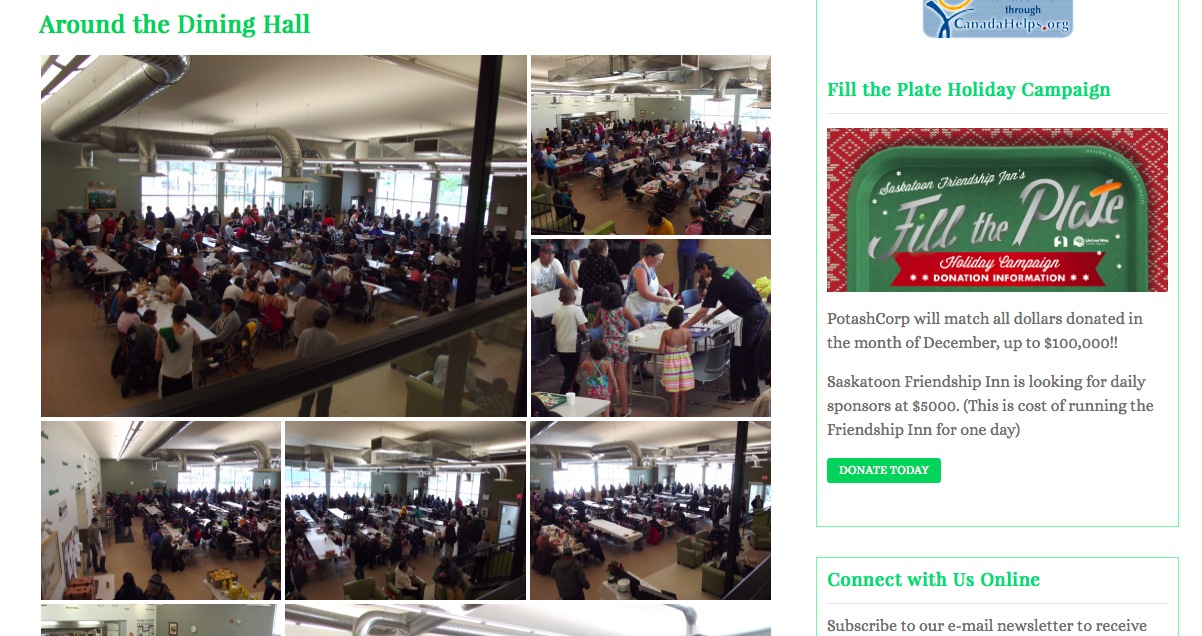 Around the Dining Hall
through
CanadaHelps.org
Fill the Plate Holiday Campaign
Saskatoon Friendship Inn's
Fill the Plate
United Way
Holiday Campaign
** DONATION INFORMATION **
PotashCorp will match all dollars donated in
the month of December, up to $100,000!!
Saskatoon Friendship Inn is looking for daily
sponsors at $5000. (This is cost of running the
Friendship Inn for one day)
DONATE TODAY
Connect with Us Online
Subscribe to our e-mail newsletter to receive